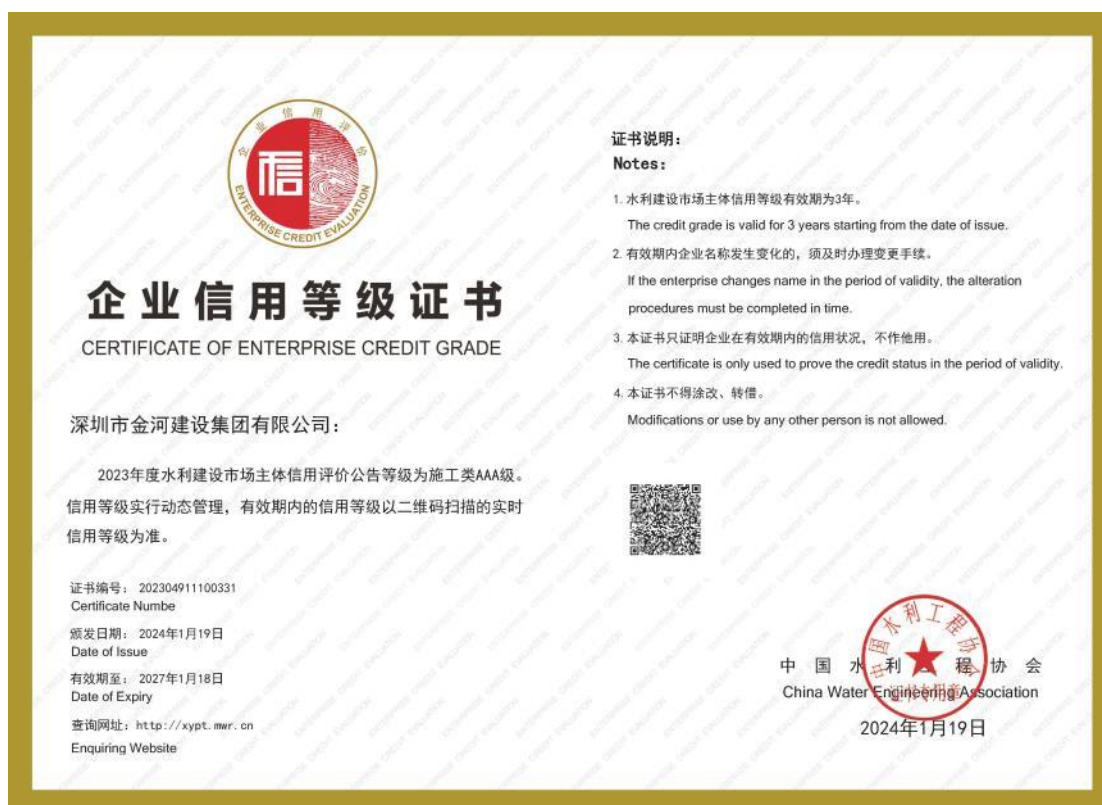 企业信用评价
信
ENTERPRISE CREDIT EVALUATION
企业信用等级证书
CERTIFICATE OF ENTERPRISE CREDIT GRADE
深圳市金河建设集团有限公司：
2023年度水利建设市场主体信用评价公告等级为施工类AAA级。
信用等级实行动态管理，有效期内的信用等级以二维码扫描的实时
信用等级为准。
证书编号： 202304911100331
Certificate Numbe
颁发日期： 2024年1月19日
Date of Issue
有效期至： 2027年1月18日
Date of Expiry
查询网址：http://xypt.mwr.cn
Enquiring Website
证书说明：
Notes:
1. 水利建设市场主体信用等级有效期为3年。
The credit grade is valid for 3 years starting from the date of issue.
2. 有效期内企业名称发生变化的，须及时办理变更手续。
If the enterprise changes name in the period of validity, the alteration
procedures must be completed in time.
3. 本证书只证明企业在有效期内的信用状况，不作他用。
The certificate is only used to prove the credit status in the period of validity.
4. 本证书不得涂改、转借。
Modifications or use by any other person is not allowed.
中国水利工程协会
证书专用章
中国水利工程协会
China Water Engineering Association
2024年1月19日